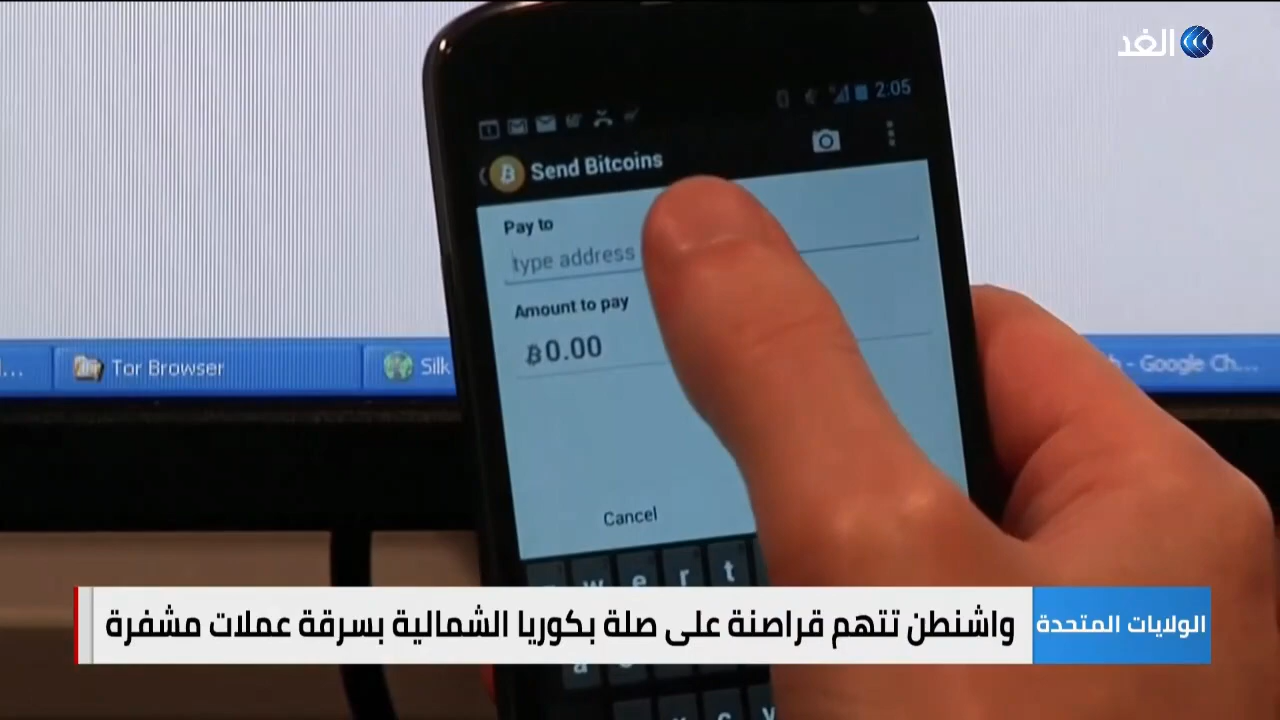 الغد
2:05
Send Bitcoins
Pay to
type address
Amount to pay
0.00
Cancel
w e r t
Tor Browser
Silk
- Google Ch...
الولايات المتحدة
واشنطن تتهم قراصنة على صلة بكوريا الشمالية بسرقة عملات مشفرة